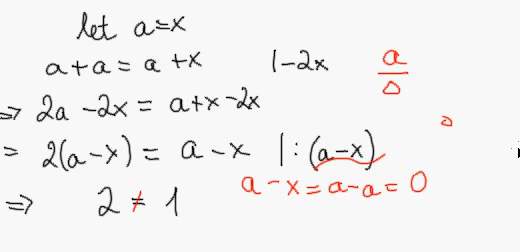 let a=x
a+a = a+x |-2x a/0
=> 2a-2x = a+x-2x
= 2(a-x) = a-x |:(a-x)
a-x=a-a=0
=> 2 ≠ 1